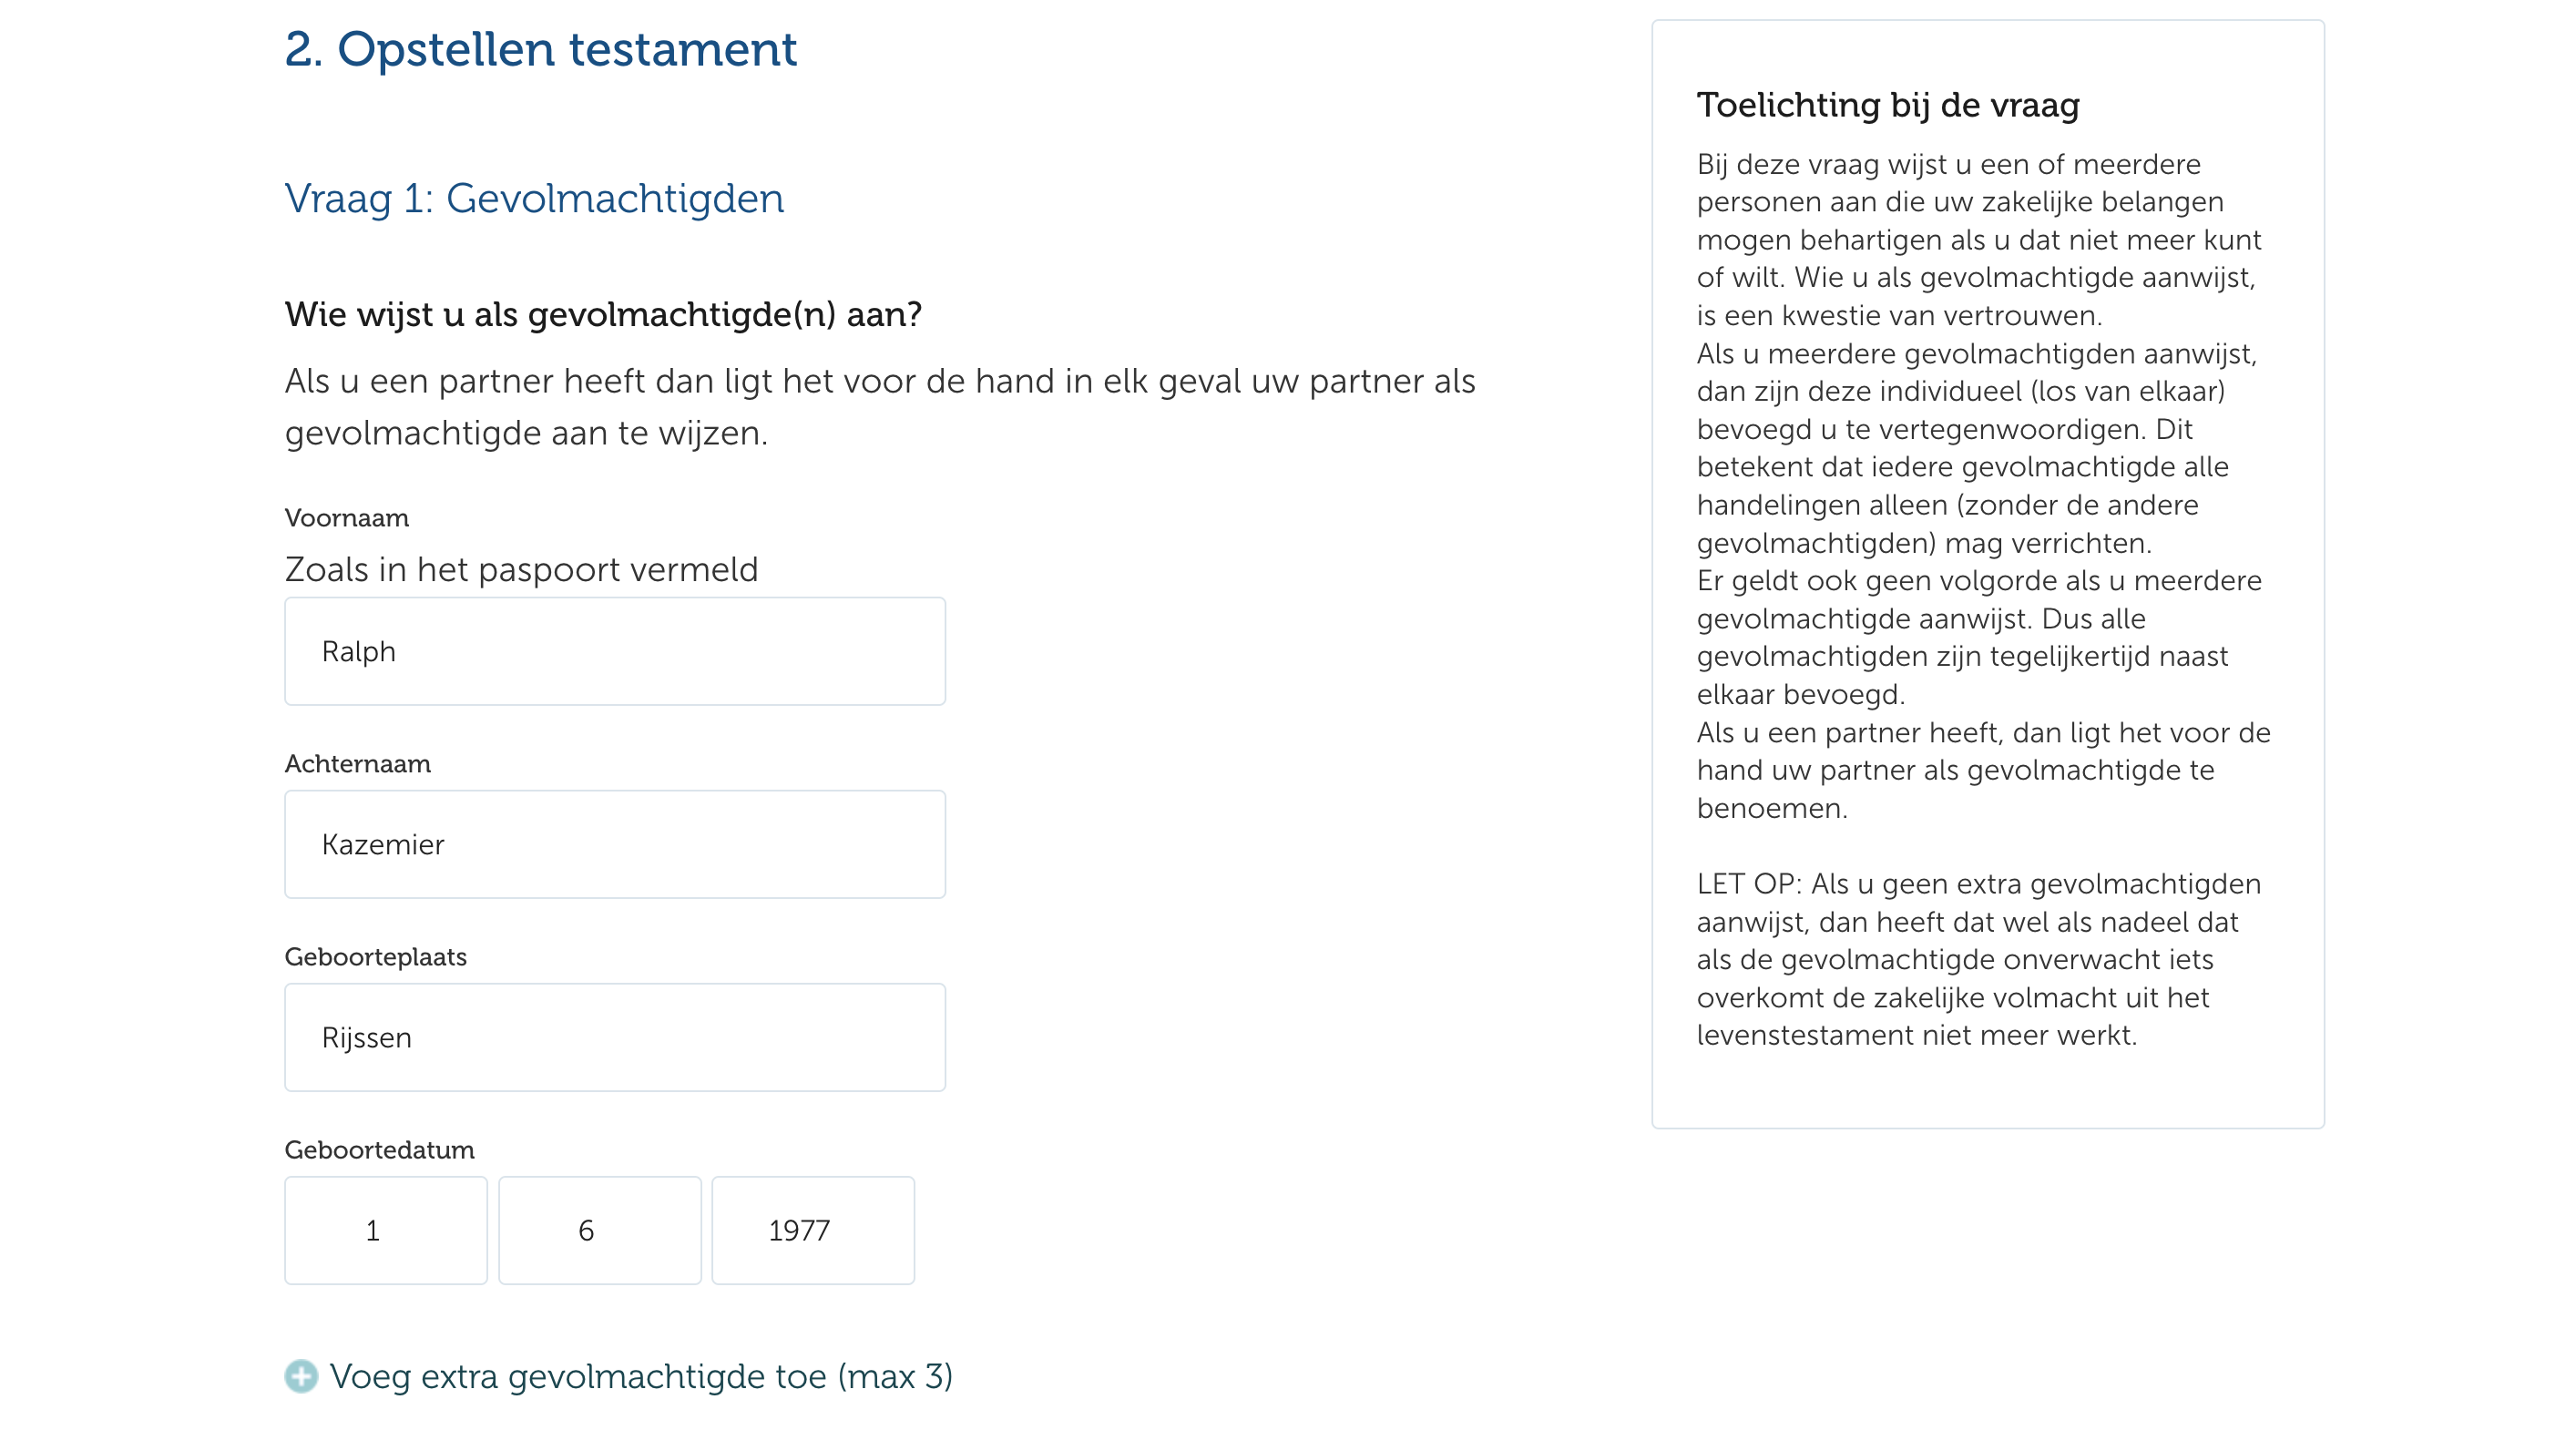 2. Opstellen testament
Vraag 1: Gevolmachtigden
Wie wijst u als gevolmachtigde(n) aan?
Als u een partner heeft dan ligt het voor de hand in elk geval uw partner als
gevolmachtigde aan te wijzen.
Voornaam
Zoals in het paspoort vermeld
Ralph
Achternaam
Kazemier
Geboorteplaats
Rijssen
Geboortedatum
1 6 1977
Voeg extra gevolmachtigde toe (max 3)
Toelichting bij de vraag
Bij deze vraag wijst u een of meerdere
personen aan die uw zakelijke belangen
mogen behartigen als u dat niet meer kunt
of wilt. Wie u als gevolmachtigde aanwijst,
is een kwestie van vertrouwen.
Als u meerdere gevolmachtigden aanwijst,
dan zijn deze individueel (los van elkaar)
bevoegd u te vertegenwoordigen. Dit
betekent dat iedere gevolmachtigde alle
handelingen alleen (zonder de andere
gevolmachtigden) mag verrichten.
Er geldt ook geen volgorde als u meerdere
gevolmachtigde aanwijst. Dus alle
gevolmachtigden zijn tegelijkertijd naast
elkaar bevoegd.
Als u een partner heeft, dan ligt het voor de
hand uw partner als gevolmachtigde te
benoemen.
LET OP: Als u geen extra gevolmachtigden
aanwijst, dan heeft dat wel als nadeel dat
als de gevolmachtigde onverwacht iets
overkomt de zakelijke volmacht uit het
levenstestament niet meer werkt.